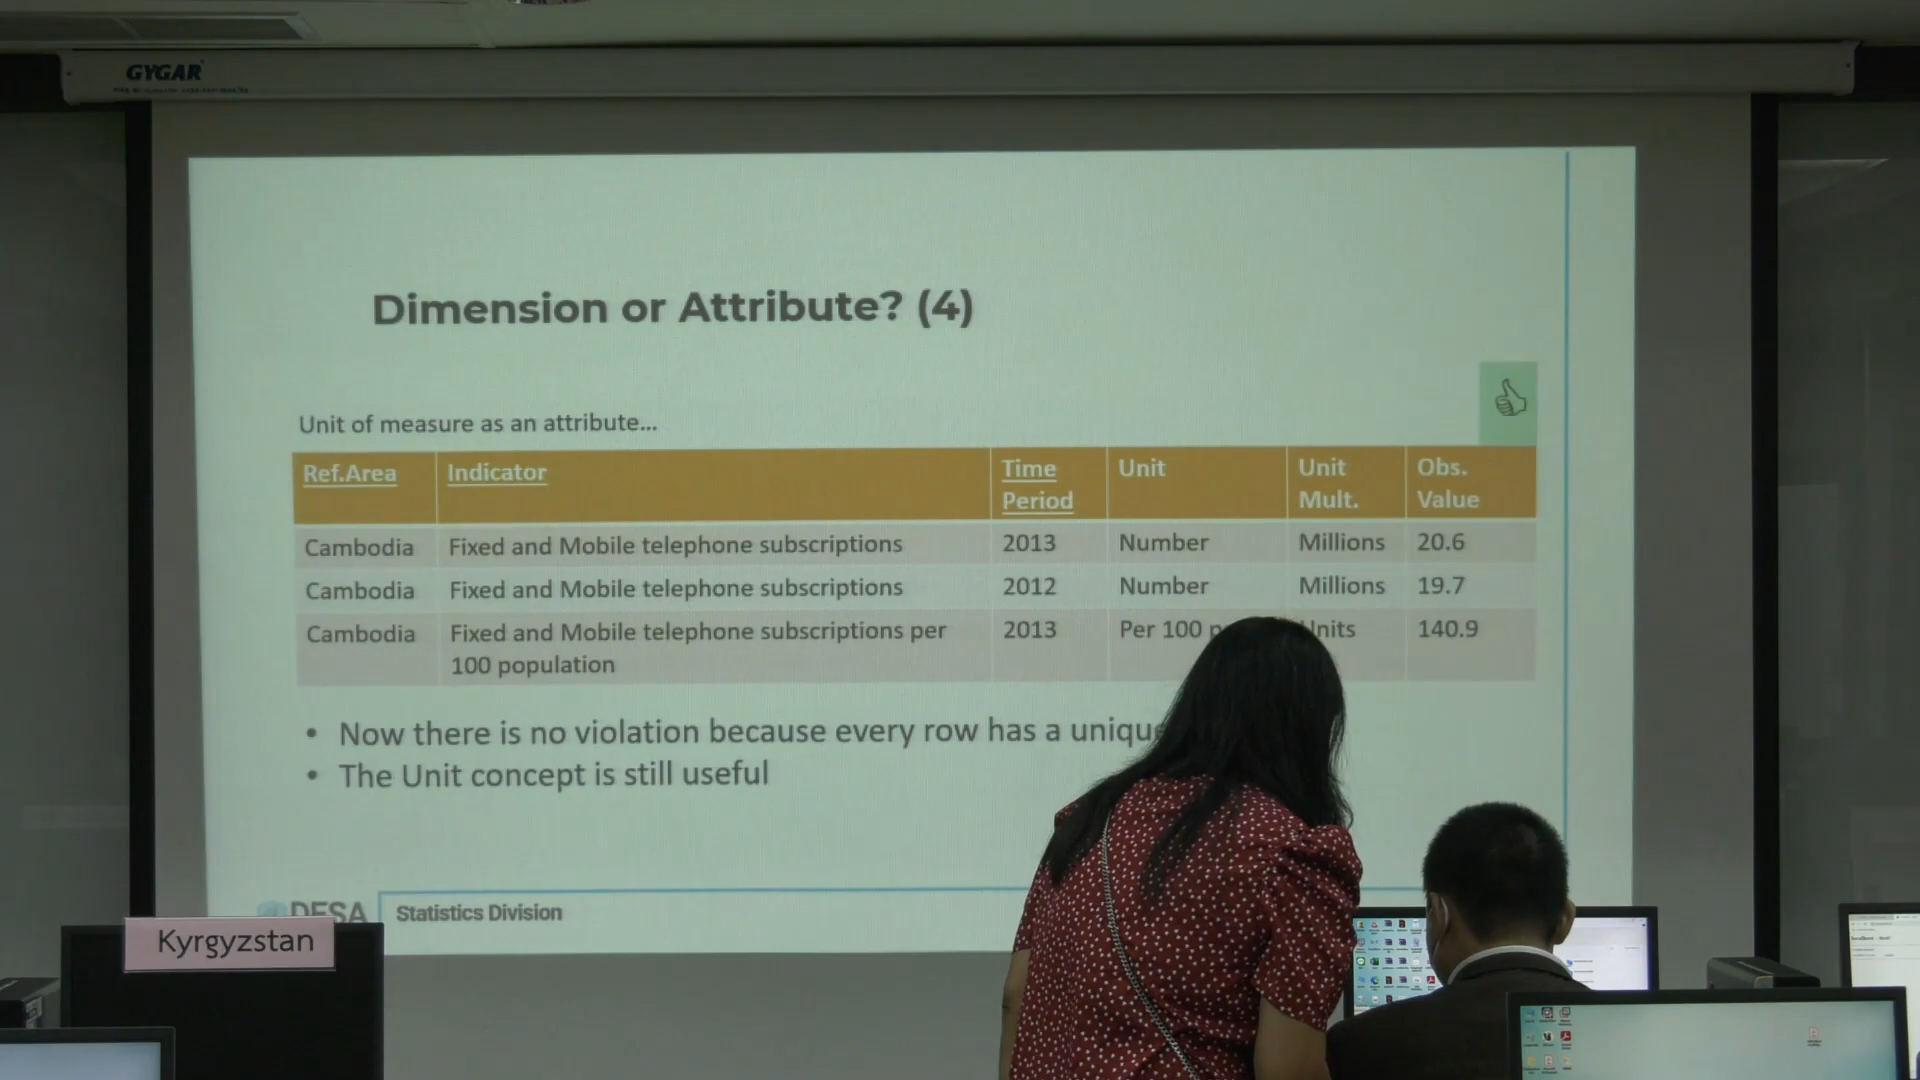 GYGAR
Dimension or Attribute? (4)
Unit of measure as an attribute...
Ref.Area Indicator Time Period Unit Unit Mult. Obs. Value
Cambodia Fixed and Mobile telephone subscriptions 2013 Number Millions 20.6
Cambodia Fixed and Mobile telephone subscriptions 2012 Number Millions 19.7
Cambodia Fixed and Mobile telephone subscriptions per 100 population 2013 Per 100 Units 140.9
• Now there is no violation because every row has a unique
• The Unit concept is still useful
DESA Statistics Division
Kyrgyzstan